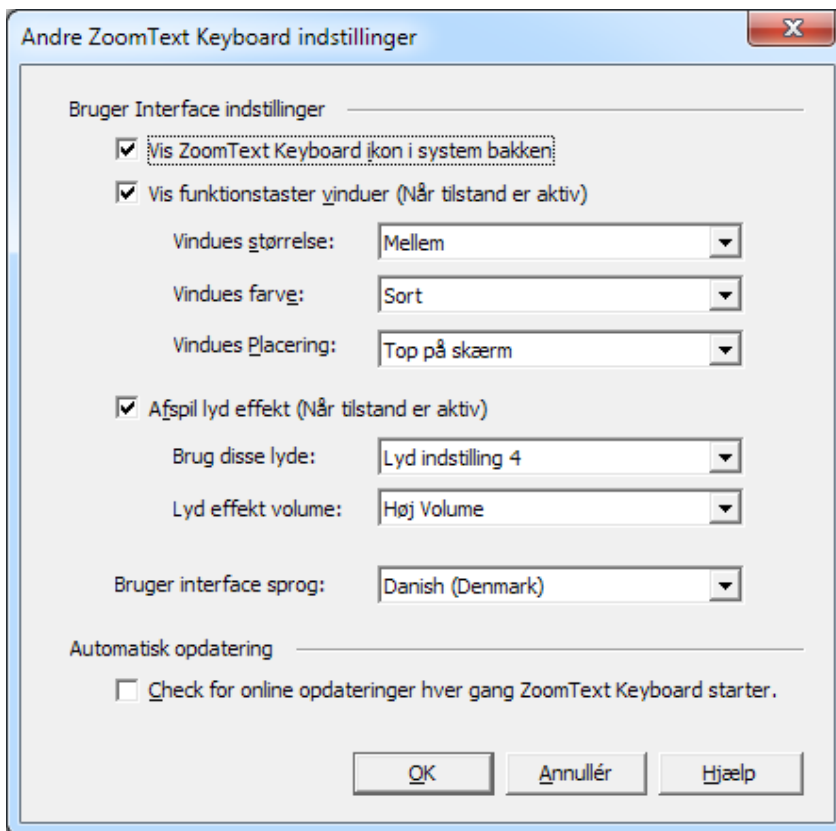 Andre ZoomText Keyboard indstillinger
Bruger Interface indstillinger
Vis ZoomText Keyboard ikon i system bakken
Vis funktionstaster vinduer (Når tilstand er aktiv)
Vindues størrelse: Mellem
Vindues farve: Sort
Vindues Placering: Top på skærm
Afspil lyd effekt (Når tilstand er aktiv)
Brug disse lyde: Lyd indstilling 4
Lyd effekt volume: Høj Volume
Bruger interface sprog: Danish (Denmark)
Automatisk opdatering
Check for online opdateringer hver gang ZoomText Keyboard starter.
OK Annullér Hjælp